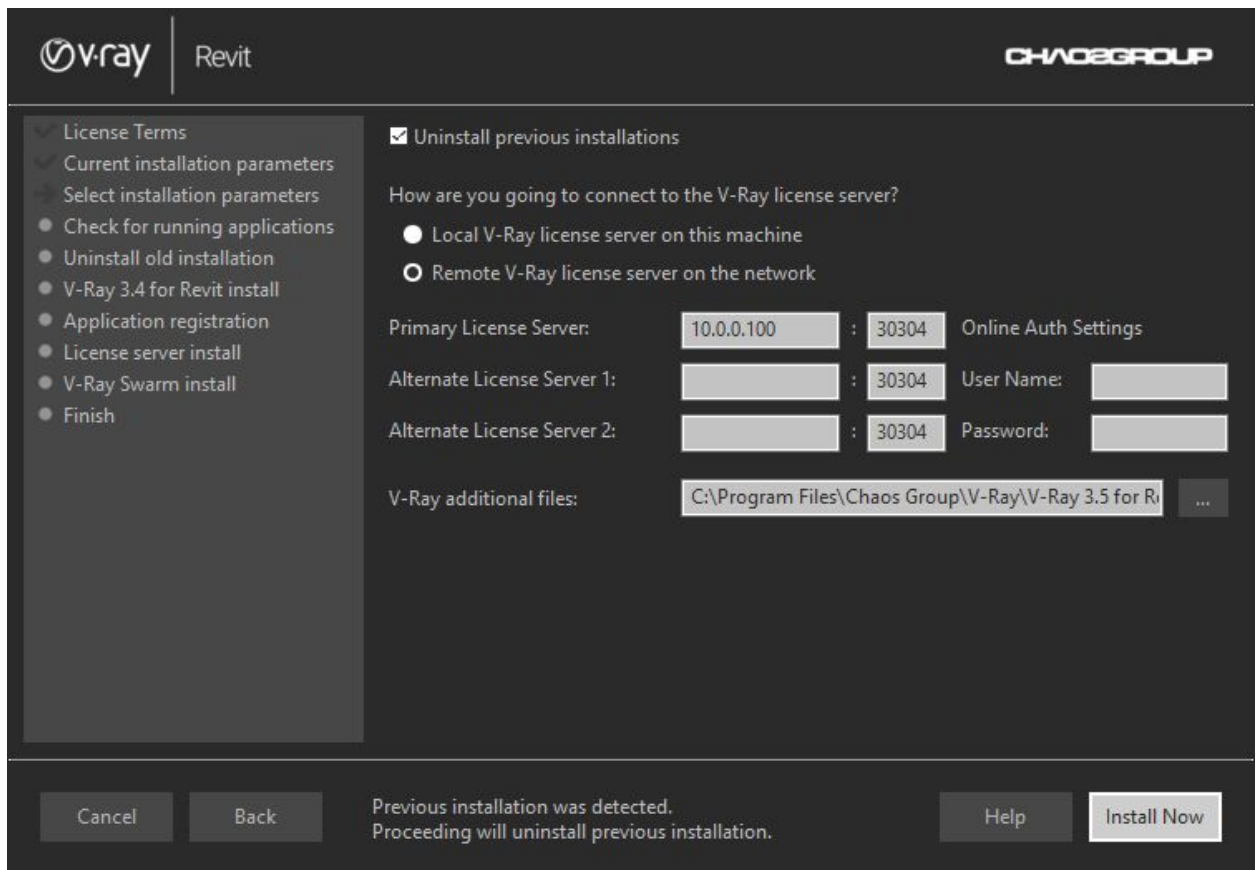 v·ray Revit CHAOSGROUP
License Terms
Current installation parameters
Select installation parameters
Check for running applications
Uninstall old installation
V-Ray 3.4 for Revit install
Application registration
License server install
V-Ray Swarm install
Finish
Uninstall previous installations
How are you going to connect to the V-Ray license server?
Local V-Ray license server on this machine
Remote V-Ray license server on the network
Primary License Server: 10.0.0.100 : 30304 Online Auth Settings
Alternate License Server 1: : 30304 User Name:
Alternate License Server 2: : 30304 Password:
V-Ray additional files: C:\Program Files\Chaos Group\V-Ray\V-Ray 3.5 for R ...
Cancel Back
Previous installation was detected.
Proceeding will uninstall previous installation.
Help Install Now